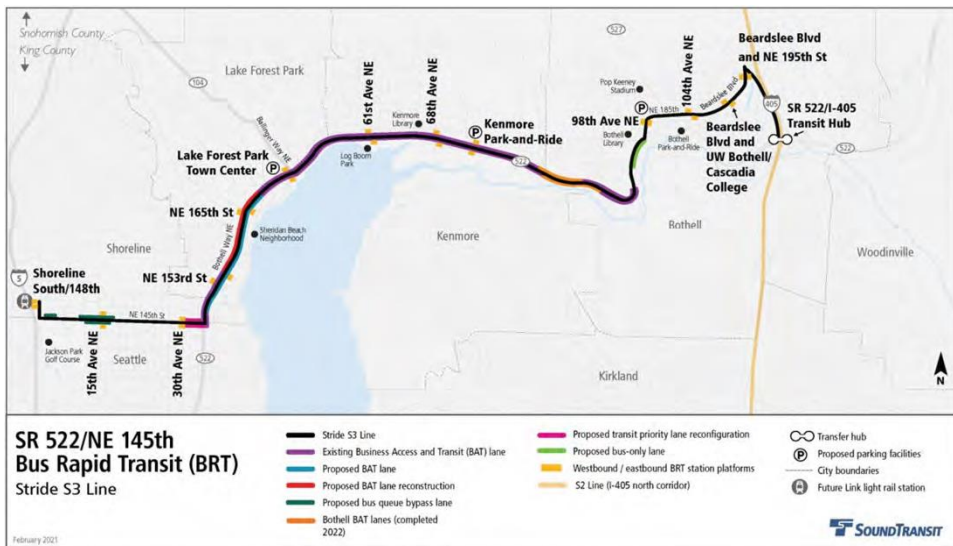 Snohomish County
King County
104
Lake Forest Park
522
Ballinger Way NE
61st Ave NE
Kenmore
Library
68th Ave NE
Log Boom
Park
Kenmore
Park-and-Ride
P
527
Pop Keeney
Stadium
P
98th Ave NE
Bothell
Library
NE 185th
104th Ave NE
Bothell
Park-and-Ride
Beardslee Blvd
Beardslee Blvd
and NE 195th St
405
SR 522/I-405
Transit Hub
522
Beardslee
Blvd and UW Bothell/
Cascadia
College
Lake Forest Park
Town Center
P
NE 165th St
Sheridan Beach
Neighborhood
Bothell Way NE
Shoreline
NE 153rd St
522
Kenmore
Bothell
Woodinville
5
Shoreline
South/148th
NE 145th St
Jackson Park
Golf Course
15th Ave NE
Seattle
30th Ave NE
522
Kirkland
N
SR 522/NE 145th
Bus Rapid Transit (BRT)
Stride S3 Line
February 2021
Stride S3 Line
Existing Business Access and Transit (BAT) lane
Proposed BAT lane
Proposed BAT lane reconstruction
Proposed bus queue bypass lane
Bothell BAT lanes (completed
2022)
Proposed transit priority lane reconfiguration
Proposed bus-only lane
Westbound / eastbound BRT station platforms
S2 Line (I-405 north corridor)
Transfer hub
P Proposed parking facilities
City boundaries
Future Link light rail station
SOUNDTRANSIT